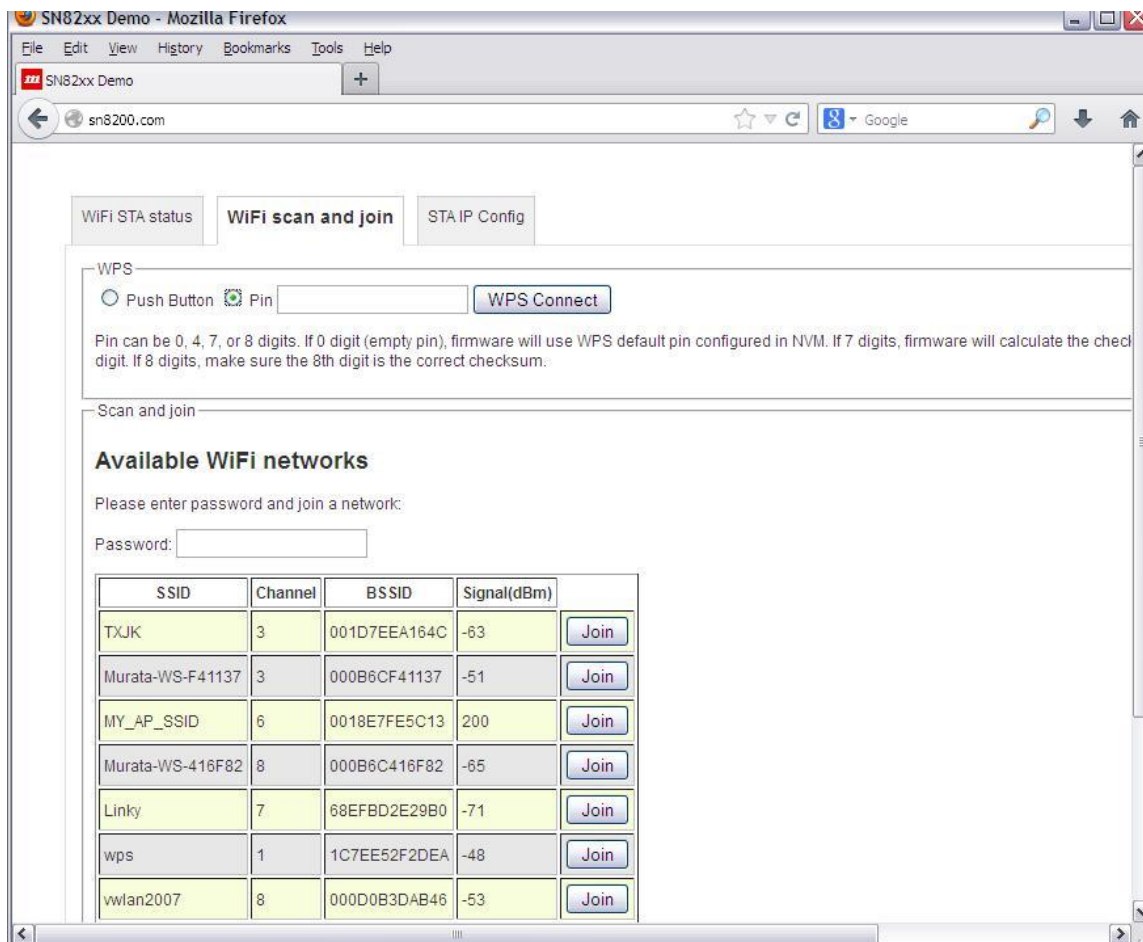 SN82xx Demo - Mozilla Firefox
File Edit View History Bookmarks Tools Help
m SN82xx Demo +
sn8200.com 8 Google
WiFi STA status WiFi scan and join STA IP Config
WPS
Push Button Pin WPS Connect
Pin can be 0, 4, 7, or 8 digits. If 0 digit (empty pin), firmware will use WPS default pin configured in NVM. If 7 digits, firmware will calculate the
digit. If 8 digits, make sure the 8th digit is the correct checksum.
Scan and join
Available WiFi networks
Please enter password and join a network:
Password:
SSID Channel BSSID Signal(dBm)
TXJK 3 001D7EEA164C -63 Join
Murata-WS-F41137 3 000B6CF41137 -51 Join
MY_AP_SSID 6 0018E7FE5C13 200 Join
Murata-WS-416F82 8 000B6C416F82 -65 Join
Linky 7 68EFBD2E29B0 -71 Join
wps 1 1C7EE52F2DEA -48 Join
vwlan2007 8 000D0B3DAB46 -53 Join